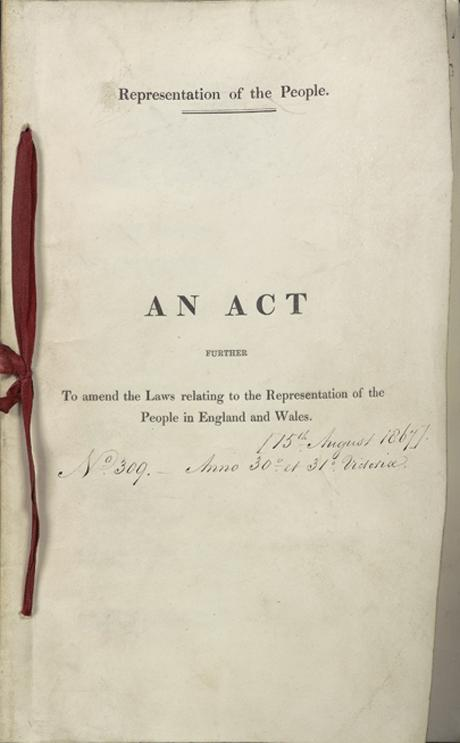 Representation of the People.
AN ACT
FURTHER
To amend the Laws relating to the Representation of the
People in England and Wales.
[15th August 1867].
No. 309. — Anno 30o. et 31o. Victoriæ.